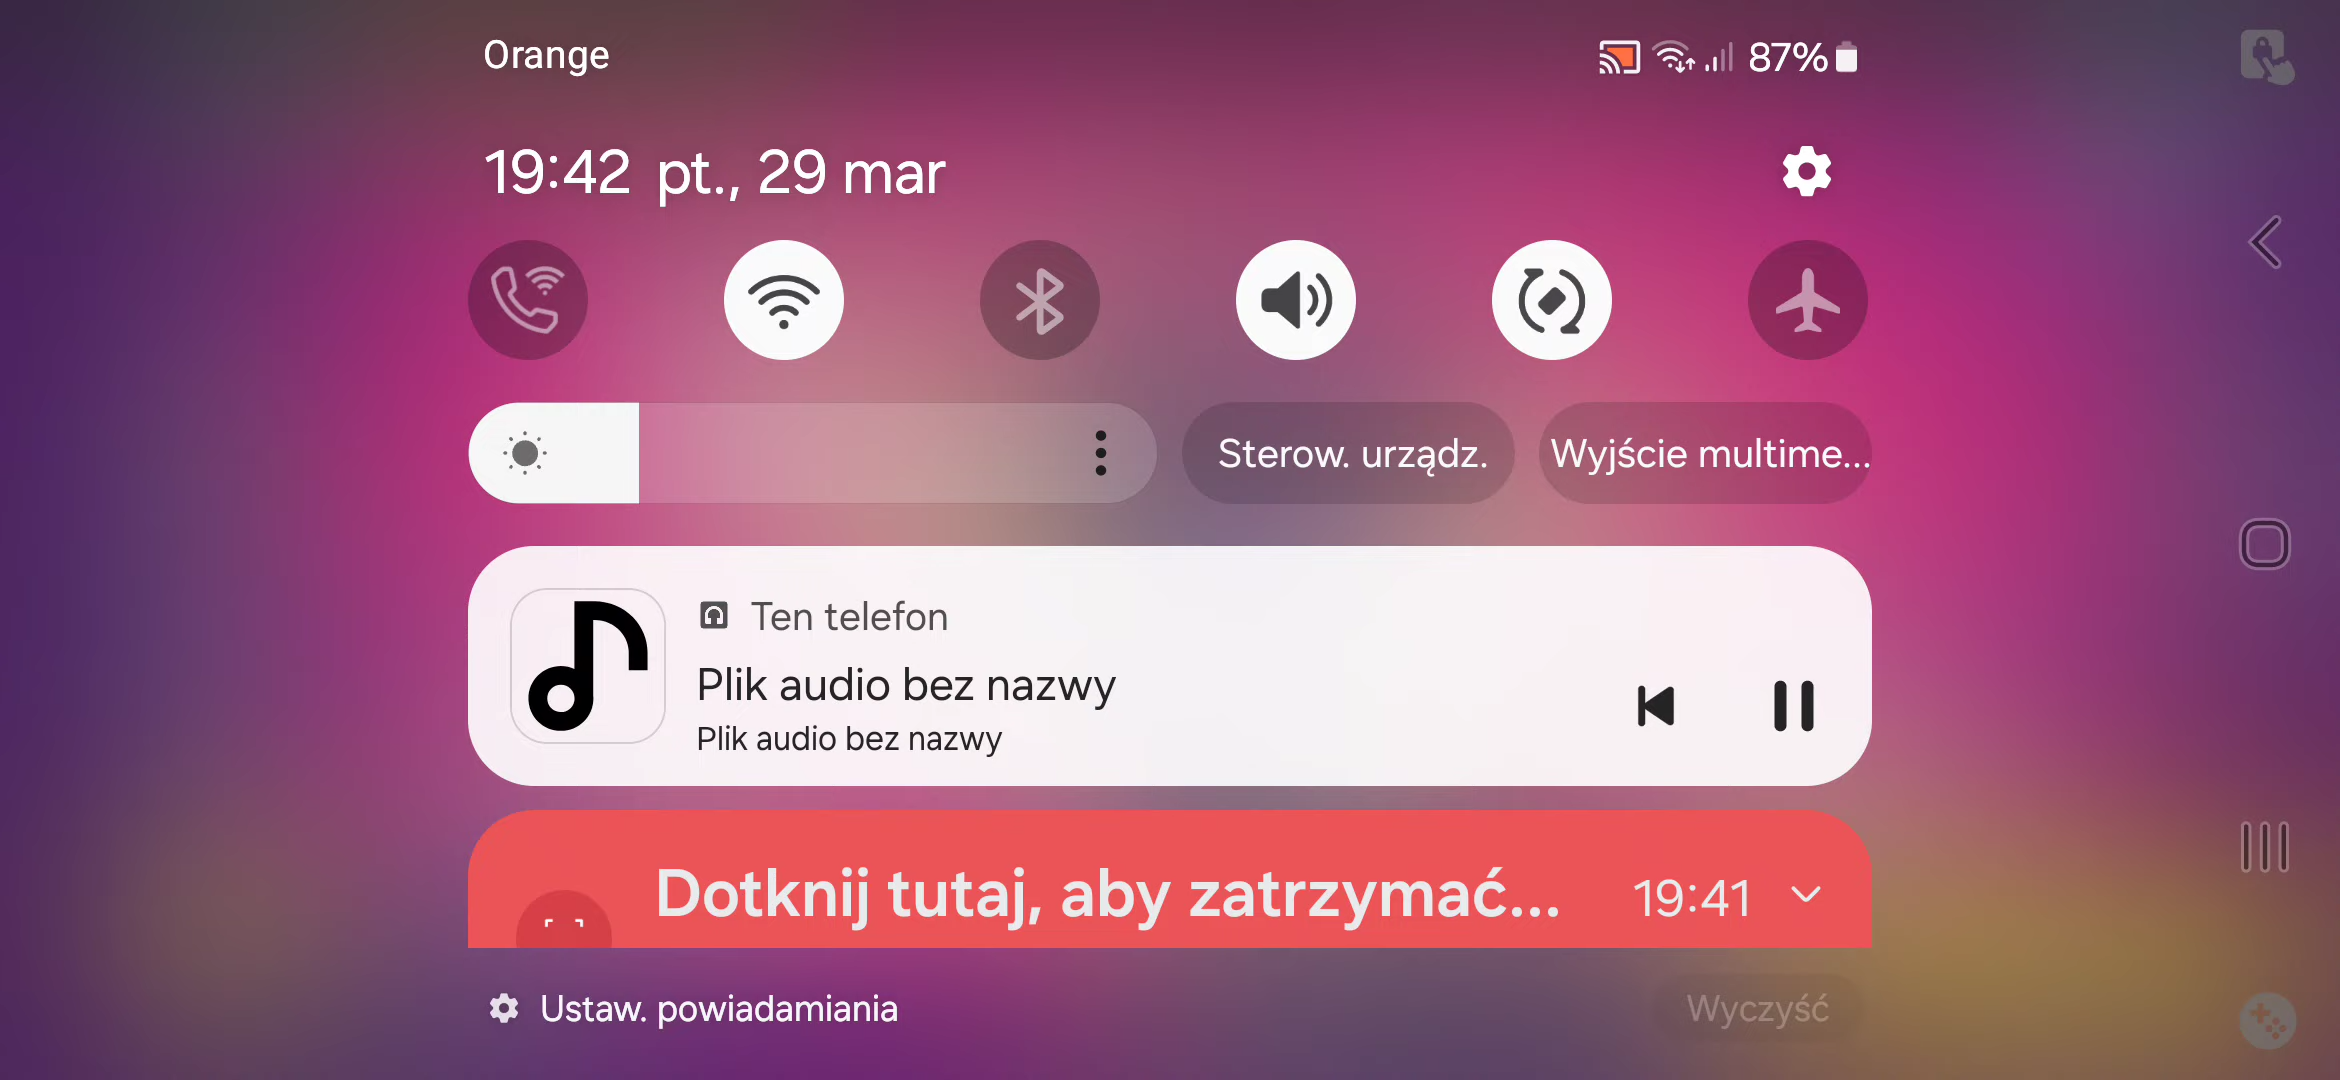 Orange
87%
19:42 pt., 29 mar
Sterow. urządz.
Wyjście multime...
Ten telefon
Plik audio bez nazwy
Plik audio bez nazwy
Dotknij tutaj, aby zatrzymać...
19:41
Ustaw. powiadamiania
Wyczyść